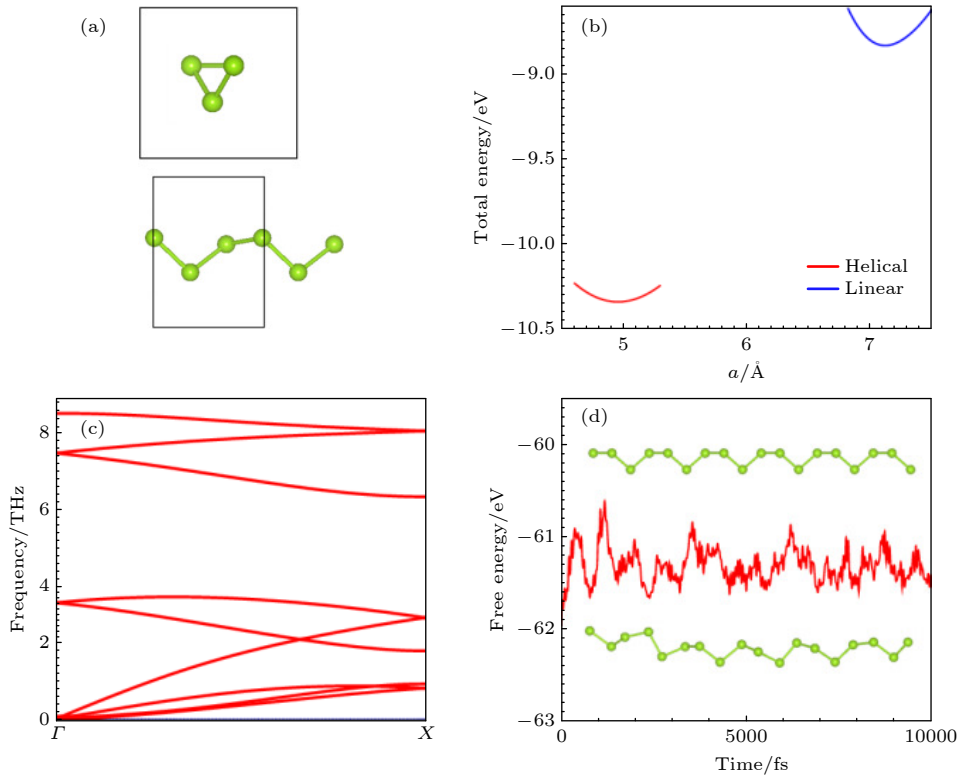 (a)
(b)
Total energy/eV
−9.0
−9.5
−10.0
−10.5
5
6
7
a/Å
Helical
Linear
(c)
Frequency/THz
8
6
4
2
0
Γ
X
(d)
Free energy/eV
−60
−61
−62
−63
0
5000
10000
Time/fs